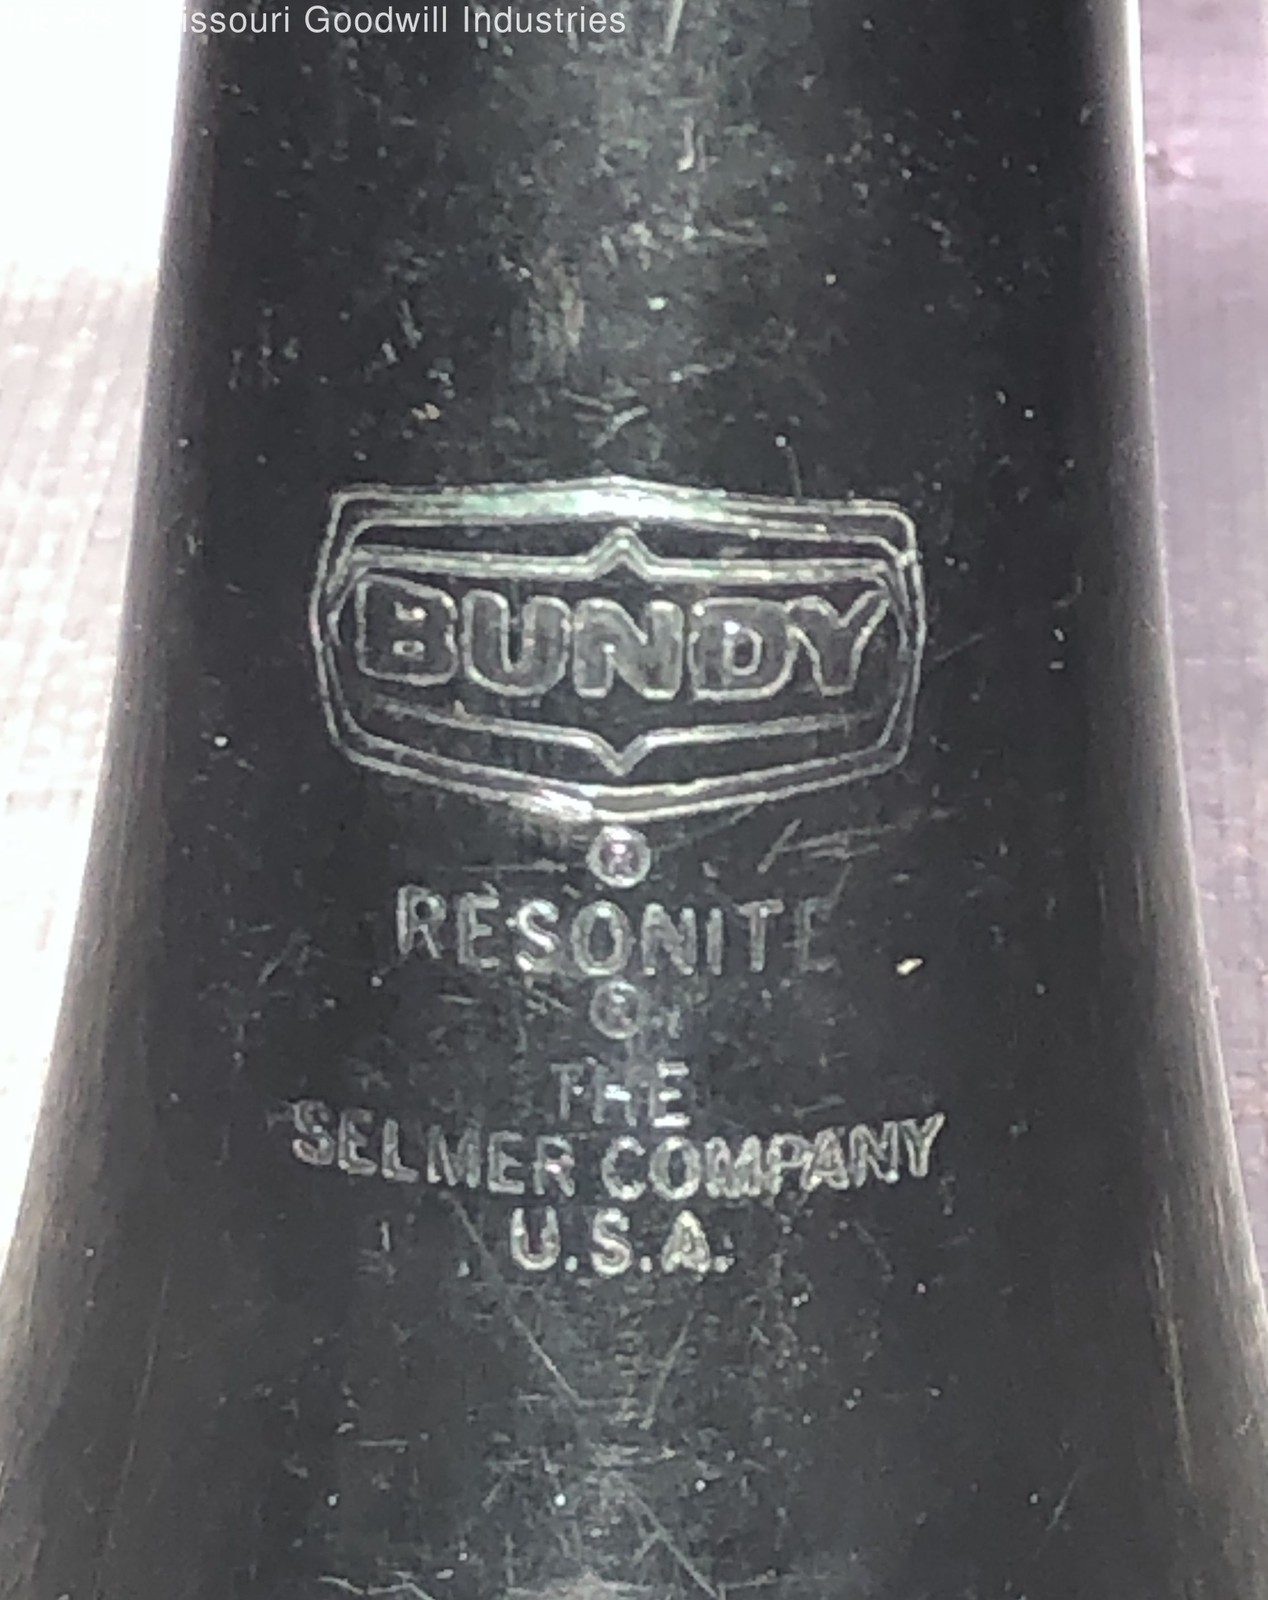 issouri Goodwill Industries
BUNDY
®
RESONITE
®
THE
SELMER COMPANY
U.S.A.